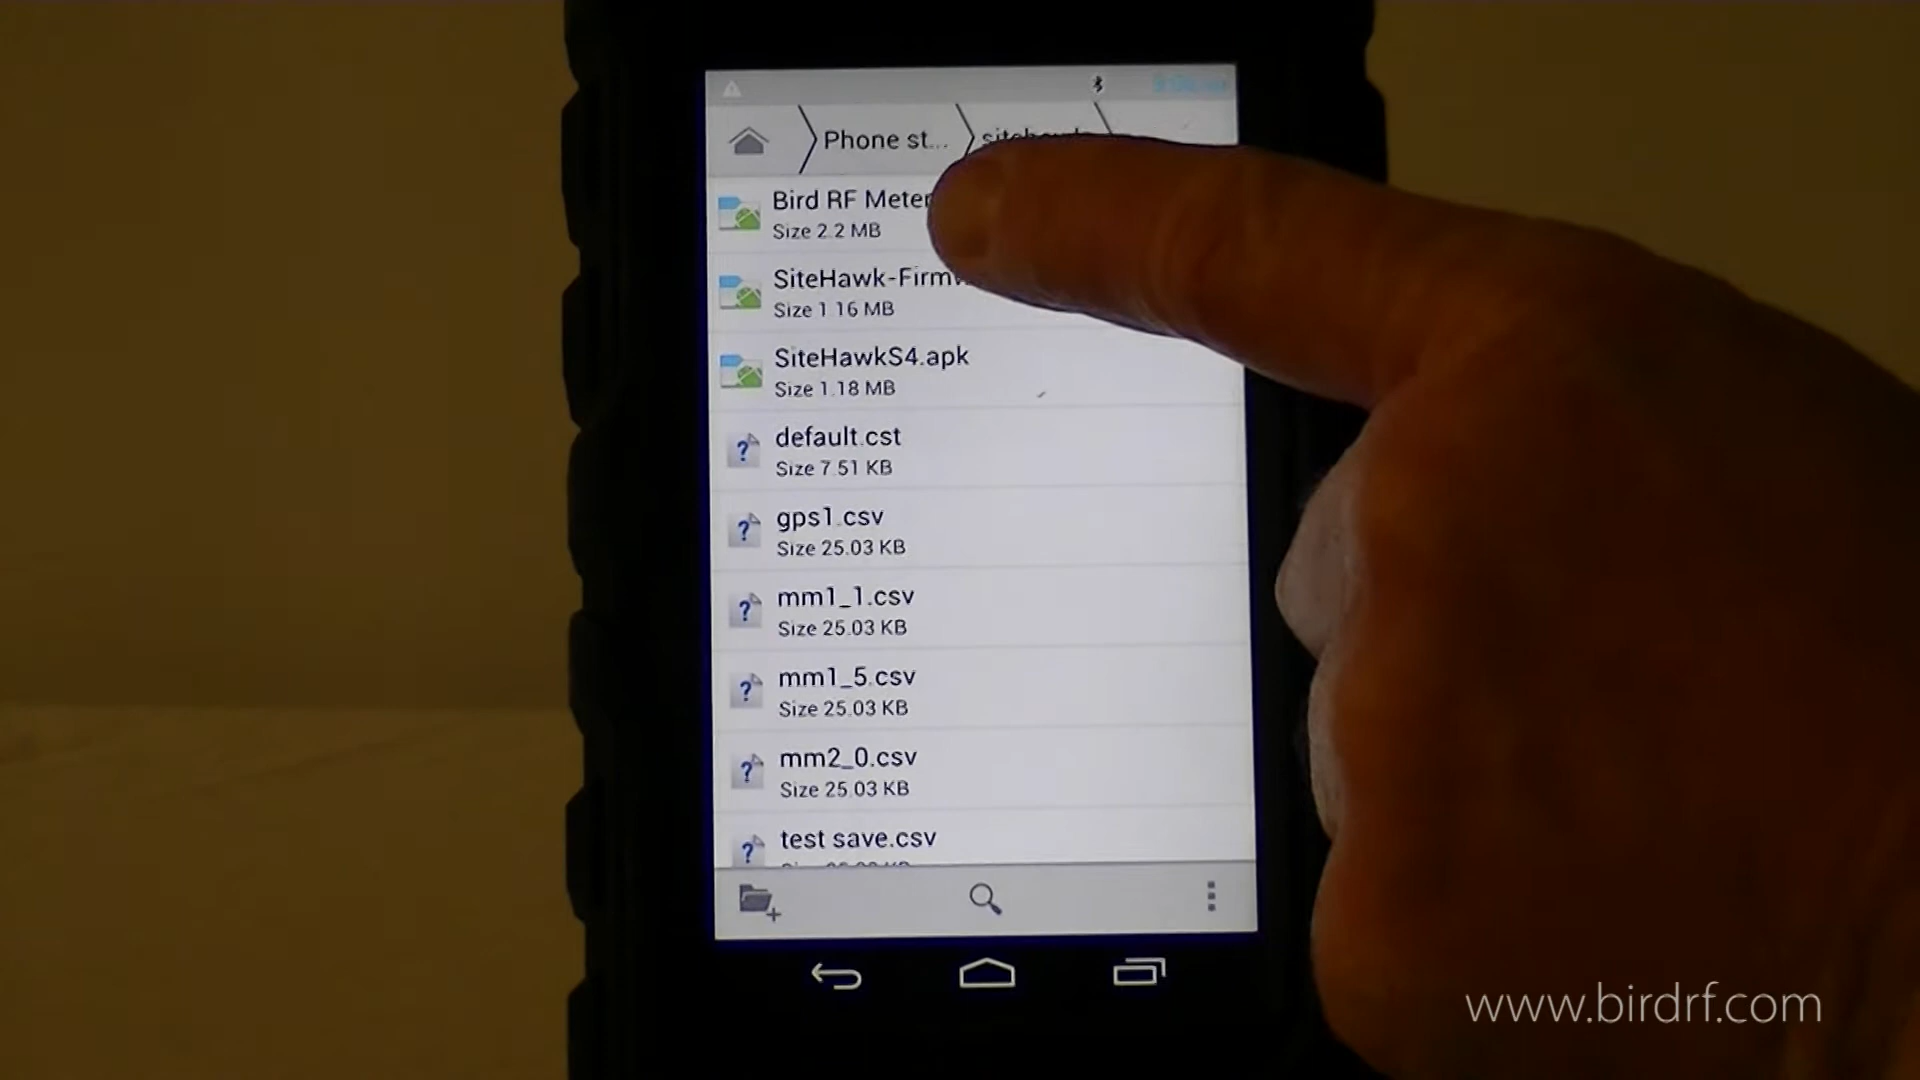 Phone st...
Bird RF Meter
Size 2.2 MB
SiteHawk-Firmw
Size 1.16 MB
SiteHawkS4.apk
Size 1.18 MB
default.cst
Size 7.51 KB
gps1.csv
Size 25.03 KB
mm1_1.csv
Size 25.03 KB
mm1_5.csv
Size 25.03 KB
mm2_0.csv
Size 25.03 KB
test save.csv
www.birdrf.com